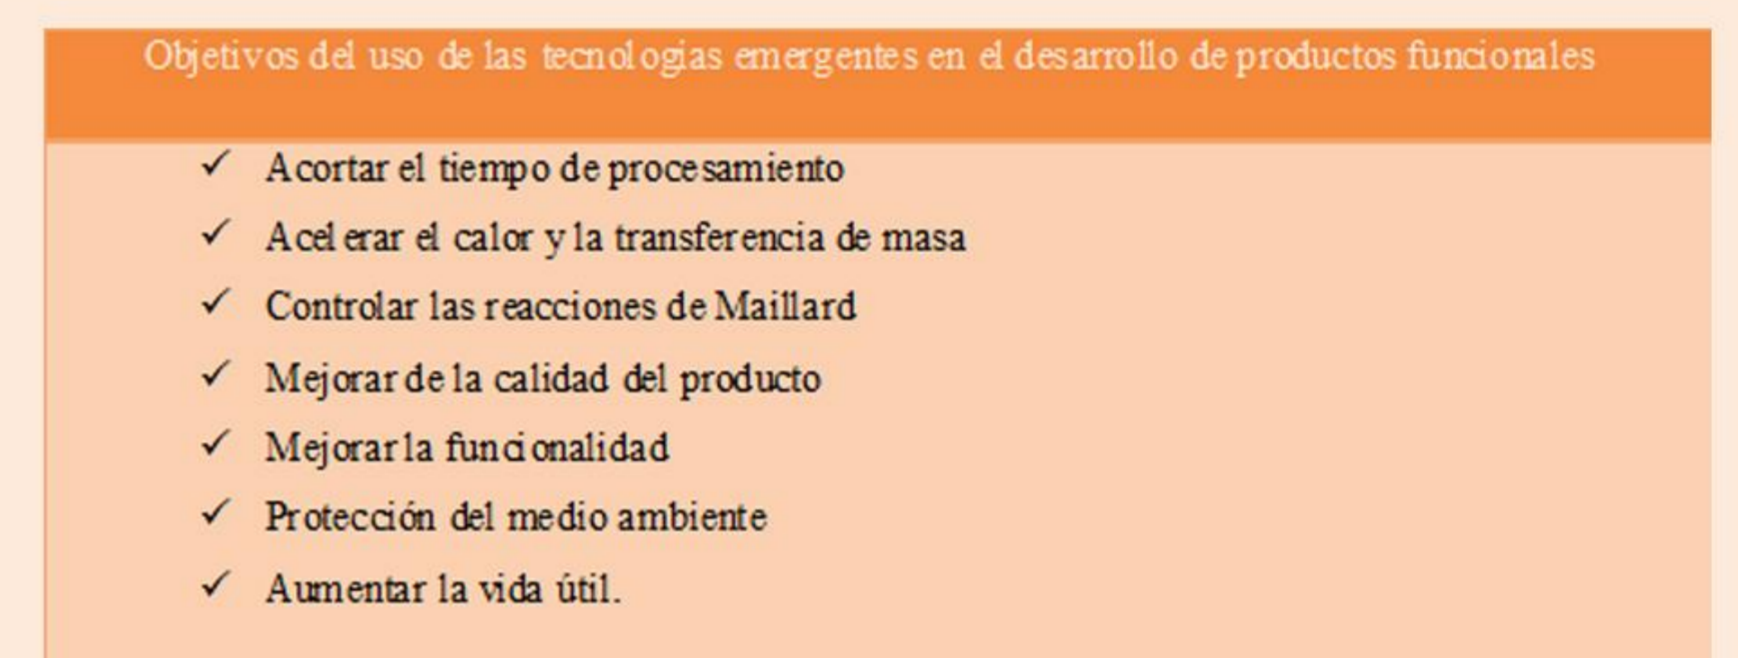 Objetivos del uso de las tecnologías emergentes en el desarrollo de productos funcionales
✓ Acortar el tiempo de procesamiento
✓ Acelerar el calor y la transferencia de masa
✓ Controlar las reacciones de Maillard
✓ Mejorar de la calidad del producto
✓ Mejorar la funcionalidad
✓ Protección del medio ambiente
✓ Aumentar la vida útil.